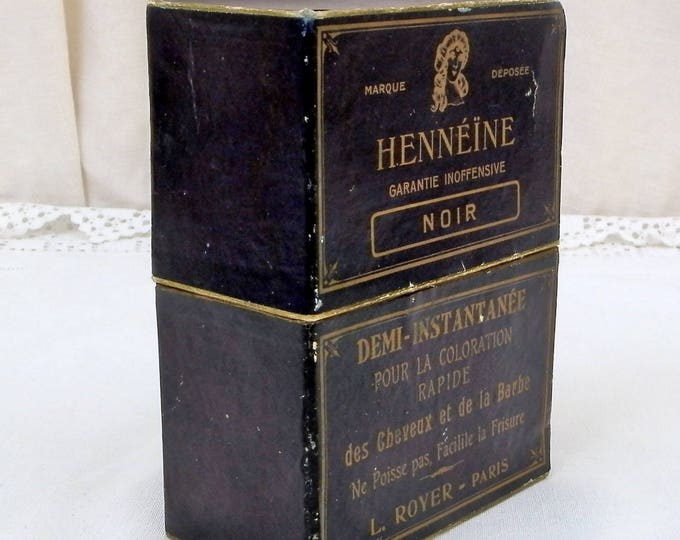 MARQUE DÉPOSÉE
HENNÉÏNE
GARANTIE INOFFENSIVE
NOIR
DEMI-INSTANTANÉE
POUR LA COLORATION
RAPIDE
des Cheveux et de la Barbe
Ne Poisse pas, Facilite la Frisure
L. ROYER - PARIS